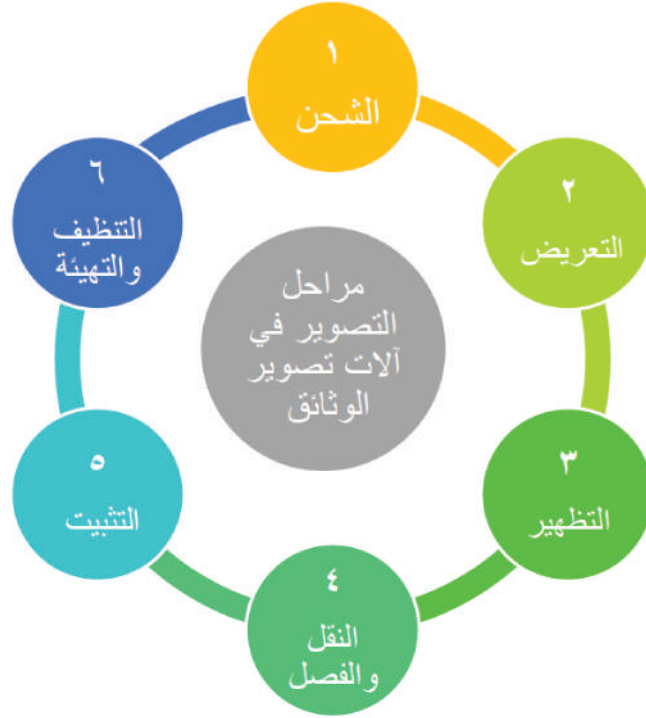 ١
الشحن
٢
التعريض
٣
التظهير
٤
النقل
والفصل
٥
التثبيت
٦
التنظيف
والتهيئة
مراحل
التصوير في
آلات تصوير
الوثائق